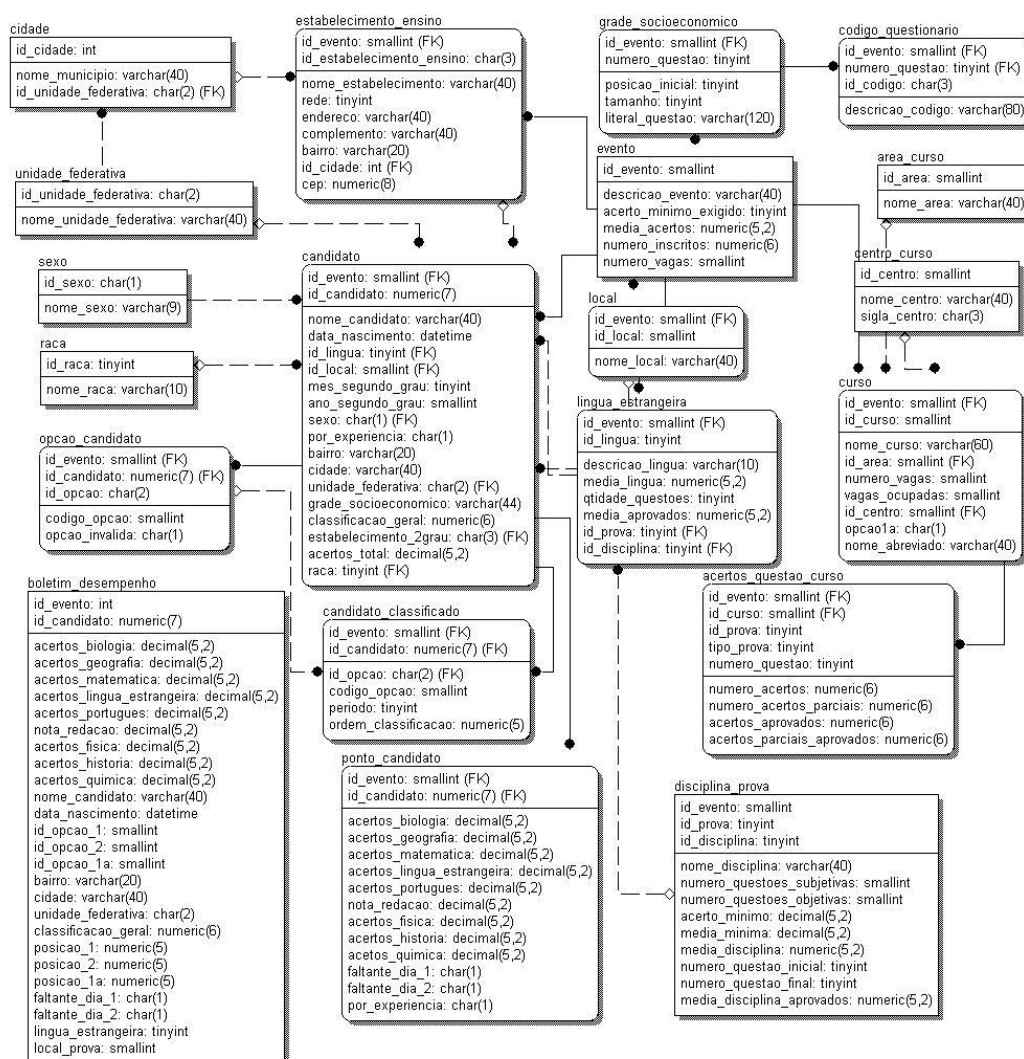 cidade
id_cidade: int
nome_municipio: varchar(40)
id_unidade_federativa: char(2) (FK)
estabelecimento_ensino
id_evento: smallint (FK)
id_estabelecimento_ensino: char(3)
nome_estabelecimento: varchar(40)
rede: tinyint
endereco: varchar(40)
complemento: varchar(40)
bairro: varchar(20)
id_cidade: int (FK)
cep: numeric(8)
grade_socioeconomico
id_evento: smallint (FK)
numero_questao: tinyint
posicao_inicial: tinyint
tamanho: tinyint
literal_questao: varchar(120)
codigo_questionario
id_evento: smallint (FK)
numero_questao: tinyint (FK)
id_codigo: char(3)
descricao_codigo: varchar(80)
unidade_federativa
id_unidade_federativa: char(2)
nome_unidade_federativa: varchar(40)
evento
id_evento: smallint
descricao_evento: varchar(40)
acerto_minimo_exigido: tinyint
media_acertos: numeric(5,2)
numero_inscritos: numeric(6)
numero_vagas: smallint
area_curso
id_area: smallint
nome_area: varchar(40)
sexo
id_sexo: char(1)
nome_sexo: varchar(9)
candidato
id_evento: smallint (FK)
id_candidato: numeric(7)
nome_candidato: varchar(40)
data_nascimento: datetime
id_lingua: tinyint (FK)
id_local: smallint (FK)
mes_segundo_grau: tinyint
ano_segundo_grau: smallint
sexo: char(1) (FK)
por_experiencia: char(1)
bairro: varchar(20)
cidade: varchar(40)
unidade_federativa: char(2) (FK)
grade_socioeconomico: varchar(44)
classificacao_geral: numeric(6)
estabelecimento_2grau: char(3) (FK)
acertos_total: decimal(5,2)
raca: tinyint (FK)
centro_curso
id_centro: smallint
nome_centro: varchar(40)
sigla_centro: char(3)
local
id_evento: smallint (FK)
id_local: smallint
nome_local: varchar(40)
raca
id_raca: tinyint
nome_raca: varchar(10)
lingua_estrangeira
id_evento: smallint (FK)
id_lingua: tinyint
descricao_lingua: varchar(10)
media_lingua: numeric(5,2)
qtidade_questoes: tinyint
media_aprovados: numeric(5,2)
id_prova: tinyint (FK)
id_disciplina: tinyint (FK)
curso
id_evento: smallint (FK)
id_curso: smallint
nome_curso: varchar(60)
id_area: smallint (FK)
numero_vagas: smallint
vagas_ocupadas: smallint
id_centro: smallint (FK)
opcao1a: char(1)
nome_abreviado: varchar(40)
opcao_candidato
id_evento: smallint (FK)
id_candidato: numeric(7) (FK)
id_opcao: char(2)
codigo_opcao: smallint
opcao_invalida: char(1)
boletim_desempenho
id_evento: int
id_candidato: numeric(7)
acertos_biologia: decimal(5,2)
acertos_geografia: decimal(5,2)
acertos_matematica: decimal(5,2)
acertos_lingua_estrangeira: decimal(5,2)
acertos_portugues: decimal(5,2)
nota_redacao: decimal(5,2)
acertos_fisica: decimal(5,2)
acertos_historia: decimal(5,2)
acertos_quimica: decimal(5,2)
nome_candidato: varchar(40)
data_nascimento: datetime
id_opcao_1: smallint
id_opcao_2: smallint
id_opcao_1a: smallint
bairro: varchar(20)
cidade: varchar(40)
unidade_federativa: char(2)
classificacao_geral: numeric(6)
posicao_1: numeric(5)
posicao_2: numeric(5)
posicao_1a: numeric(5)
faltante_dia_1: char(1)
faltante_dia_2: char(1)
lingua_estrangeira: tinyint
local_prova: smallint
candidato_classificado
id_evento: smallint (FK)
id_candidato: numeric(7) (FK)
id_opcao: char(2) (FK)
codigo_opcao: smallint
periodo: tinyint
ordem_classificacao: numeric(5)
acertos_questao_curso
id_evento: smallint (FK)
id_curso: smallint (FK)
id_prova: tinyint
tipo_prova: tinyint
numero_questao: tinyint
numero_acertos: numeric(6)
numero_acertos_parciais: numeric(6)
acertos_aprovados: numeric(6)
acertos_parciais_aprovados: numeric(6)
ponto_candidato
id_evento: smallint (FK)
id_candidato: numeric(7) (FK)
acertos_biologia: decimal(5,2)
acertos_geografia: decimal(5,2)
acertos_matematica: decimal(5,2)
acertos_lingua_estrangeira: decimal(5,2)
acertos_portugues: decimal(5,2)
nota_redacao: decimal(5,2)
acertos_fisica: decimal(5,2)
acertos_historia: decimal(5,2)
acetos_quimica: decimal(5,2)
faltante_dia_1: char(1)
faltante_dia_2: char(1)
por_experiencia: char(1)
disciplina_prova
id_evento: smallint
id_prova: tinyint
id_disciplina: tinyint
nome_disciplina: varchar(40)
numero_questoes_subjetivas: smallint
numero_questoes_objetivas: smallint
acerto_minimo: decimal(5,2)
media_minima: decimal(5,2)
media_disciplina: numeric(5,2)
numero_questao_inicial: tinyint
numero_questao_final: tinyint
media_disciplina_aprovados: numeric(5,2)